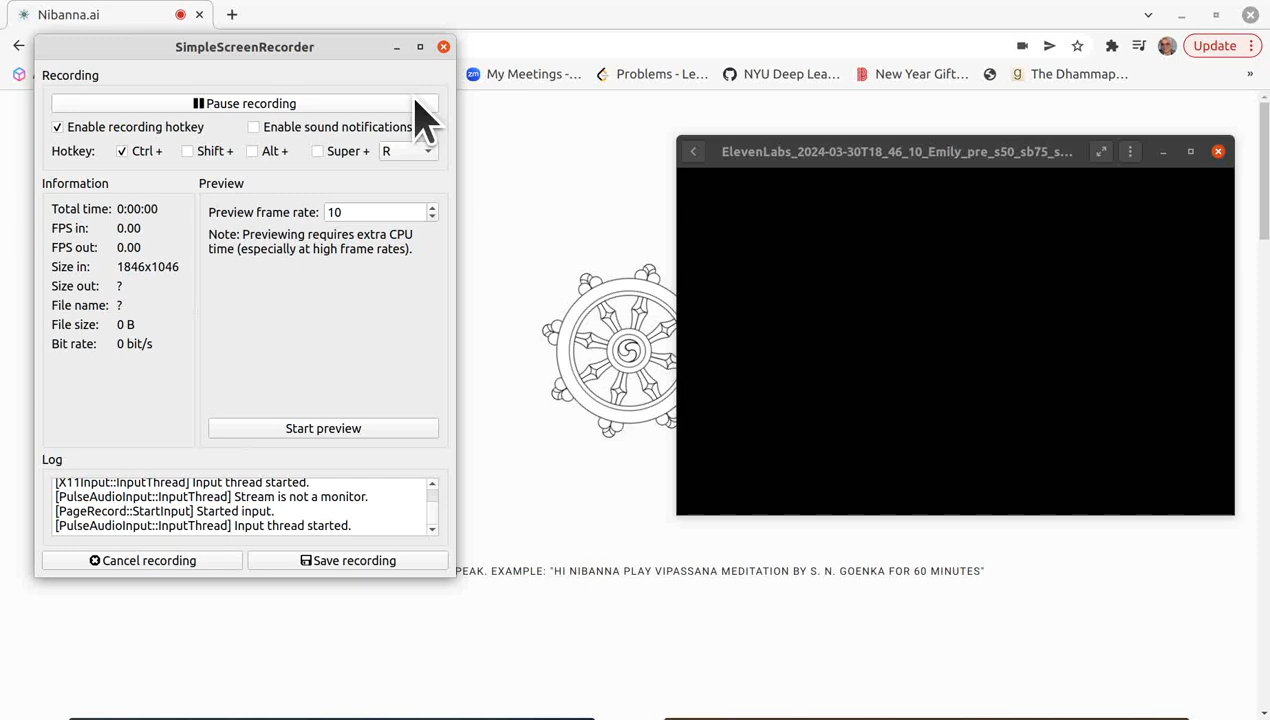 Nibanna.ai
Update
My Meetings -...
Problems - Le...
NYU Deep Lea...
New Year Gift...
The Dhammap...
»
SimpleScreenRecorder
Recording
Pause recording
Enable recording hotkey
Enable sound notifications
Hotkey: Ctrl + Shift + Alt + Super + R
Information
Total time: 0:00:00
FPS in: 0.00
FPS out: 0.00
Size in: 1846x1046
Size out: ?
File name: ?
File size: 0 B
Bit rate: 0 bit/s
Preview
Preview frame rate: 10
Note: Previewing requires extra CPU
time (especially at high frame rates).
Start preview
Log
[X11Input::InputThread] Input thread started.
[PulseAudioInput::InputThread] Stream is not a monitor.
[PageRecord::StartInput] Started input.
[PulseAudioInput::InputThread] Input thread started.
Cancel recording
Save recording
ElevenLabs_2024-03-30T18_46_10_Emily_pre_s50_sb75_s...
PEAK. EXAMPLE: "HI NIBANNA PLAY VIPASSANA MEDITATION BY S. N. GOENKA FOR 60 MINUTES"